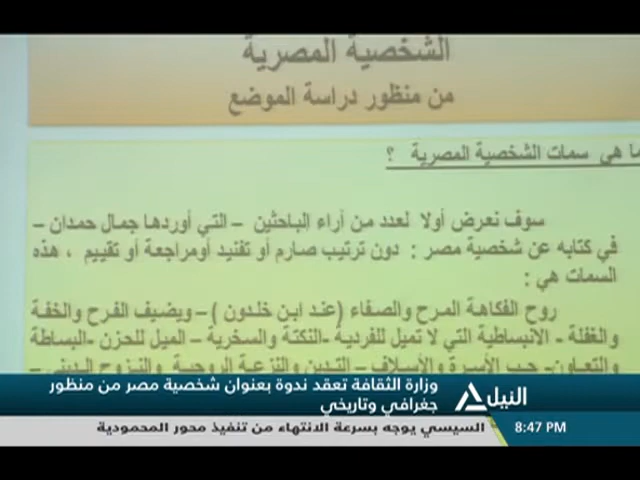 الشخصية المصرية
من منظور دراسة الموضع
ما هي سمات الشخصية المصرية ؟
سوف نعرض أولا لعدد من آراء الباحثين – التي أوردها جمال حمدان –
في كتابه عن شخصية مصر : دون ترتيب صارم أو تفنيد أومراجعة أو تقييم ، هذه
السمات هي :
روح الفكاهة المرح والصفاء (عند ابن خلدون ) – ويضيف الفرح والخفة
والغفلة - الانبساطية التي لا تميل للفردية -النكتة والسخرية – الميل للحزن -البساطة
والتعاون- حب الأسرة والأسلاف – التدين والنزعة الروحية – والنزوح البدني –
وزارة الثقافة تعقد ندوة بعنوان شخصية مصر من منظور
جغرافي وتاريخي
النيل
السيسي يوجه بسرعة الانتهاء من تنفيذ محور المحمودية
8:47 PM